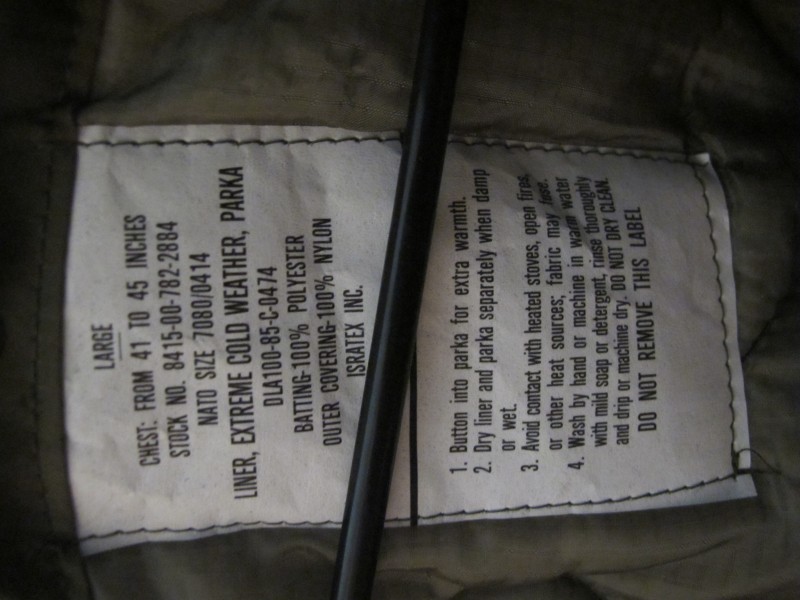 LARGE
CHEST: FROM 41 TO 45 INCHES
STOCK NO. 8415-00-782-2884
NATO SIZE 7080/0414
LINER, EXTREME COLD WEATHER, PARKA
DLA100-85-C-0474
BATTING-100% POLYESTER
OUTER COVERING-100% NYLON
ISRATEX INC.
1. Button into parka for extra warmth.
2. Dry liner and parka separately when damp
or wet.
3. Avoid contact with heated stoves, open fires,
or other heat sources; fabric may fuse.
4. Wash by hand or machine in warm water
with mild soap or detergent, rinse thoroughly
and drip or machine dry. DO NOT DRY CLEAN.
DO NOT REMOVE THIS LABEL